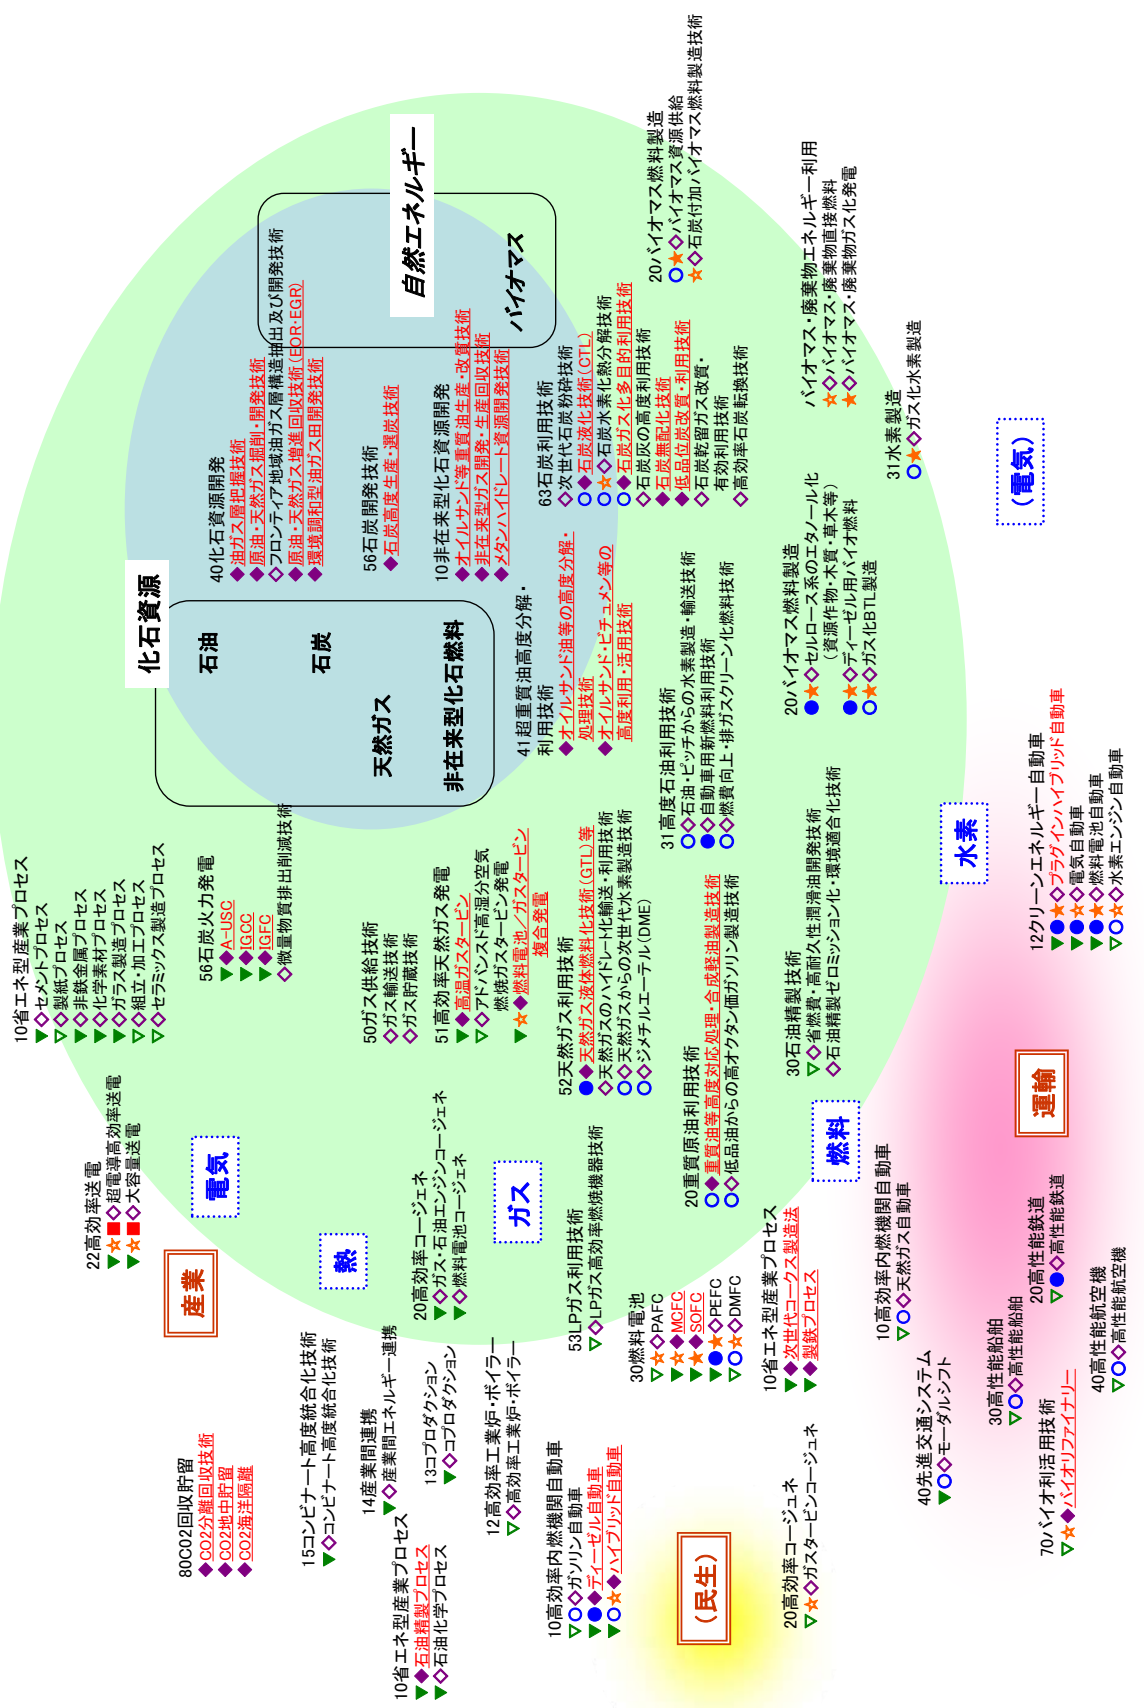 80CO2回収貯留
◆CO2分離回収技術
◆CO2地中貯留
◆CO2海洋隔離
産業
22高効率送電
▼☆■◇超電導高効率送電
▼☆■◇大容量送電
電気
10省エネ型産業プロセス
▼◇セメントプロセス
▽◇製紙プロセス
▼◇非鉄金属プロセス
▼◇化学素材プロセス
▼◇ガラス製造プロセス
▽◇組立・加工プロセス
▽◇セラミックス製造プロセス
56石炭火力発電
▼◆A-USC
▼◆IGCC
▼◆IGFC
◇微量物質排出削減技術
化石資源
石油
石炭
天然ガス
非在来型化石燃料
40化石資源開発
◆油ガス層把握技術
◆原油・天然ガス掘削・開発技術
◇フロンティア地域油ガス層構造抽出及び開発技術
◆原油・天然ガス増進回収技術(EOR・EGR)
◆環境調和型油ガス田開発技術
56石炭開発技術
◆石炭高度生産・選炭技術
10非在来型化石資源開発
◆オイルサンド等重質油生産・改質技術
◆非在来型ガス開発・生産回収技術
◆メタンハイドレート資源開発技術
自然エネルギー
バイオマス
15コンビナート高度統合化技術
▼◇コンビナート高度統合化技術
熱
14産業間連携
▼◇産業間エネルギー連携
13コプロダクション
▼◇コプロダクション
10省エネ型産業プロセス
▼◆石油精製プロセス
▼◇石油化学プロセス
20高効率コージェネ
▼◇ガス・石油エンジンコージェネ
▼◇燃料電池コージェネ
50ガス供給技術
◇ガス輸送技術
◇ガス貯蔵技術
51高効率天然ガス発電
▼◆高温ガスタービン
▽◇アドバンスド高湿分空気
燃焼ガスタービン発電
▼☆◆燃料電池／ガスタービン
複合発電
12高効率工業炉・ボイラー
▽◇高効率工業炉・ボイラー
ガス
41超重質油高度分解・
利用技術
◆オイルサンド油等の高度分解・
処理技術
◆オイルサンド・ビチュメン等の
高度利用・活用技術
63石炭利用技術
◇次世代石炭粉砕技術
○◆石炭液化技術(CTL)
○☆◇石炭水素化熱分解技術
○◆石炭ガス化多目的利用技術
◇石炭灰の高度利用技術
◆石炭無配化技術
◆低品位炭改質・利用技術
◇石炭乾留ガス改質・
有効利用技術
◇高効率石炭転換技術
20バイオマス燃料製造
○★◇バイオマス資源供給
☆◇石炭付加バイオマス燃料製造技術
10高効率内燃機関自動車
▽○◇ガソリン自動車
▼●◆ディーゼル自動車
▽○☆◆ハイブリッド自動車
53LPガス利用技術
▽◇LPガス高効率燃焼機器技術
52天然ガス利用技術
●◆天然ガス液体燃料化技術(GTL)等
◇天然ガスのハイドレート化輸送・利用技術
○◇天然ガスからの次世代水素製造技術
○◇ジメチルエーテル(DME)
30燃料電池
▽☆◇PAFC
▼★◆MCFC
▼★◆SOFC
▼●★◇PEFC
▽○☆◇DMFC
20重質原油利用技術
○◆重質油等高度対応処理・合成軽油製造技術
○◇低品油からの高オクタン価ガソリン製造技術
31高度石油利用技術
○◇石油・ピッチからの水素製造・輸送技術
●◇自動車用新燃料利用技術
○◇燃費向上・排ガスクリーン化燃料技術
(民生)
10省エネ型産業プロセス
▼◆次世代コークス製造法
▼◆製鉄プロセス
20高効率コージェネ
▽☆◇ガスタービンコージェネ
燃料
30石油精製技術
▽◇省燃費・高耐久性潤滑油開発技術
◇石油精製ゼロミッション化・環境適合化技術
20バイオマス燃料製造
●★◇セルロース系のエタノール化
(資源作物・木質・草木等)
●★◇ディーゼル用バイオ燃料
○★◇ガス化BTL製造
バイオマス・廃棄物エネルギー利用
☆◇バイオマス・廃棄物直接燃料
★◇バイオマス・廃棄物ガス化発電
31水素製造
○★◇ガス化水素製造
10高効率内燃機関自動車
▽○◇天然ガス自動車
40先進交通システム
▼○◇モーダルシフト
水素
(電気)
30高性能船舶
▽○◇高性能船舶
20高性能鉄道
▽●◇高性能鉄道
運輸
12クリーンエネルギー自動車
▼●★◇プラグインハイブリッド自動車
▼●☆◇電気自動車
▼●★◇燃料電池自動車
▽○☆◇水素エンジン自動車
70バイオ利活用技術
▽☆◆バイオリファイナリー
40高性能航空機
▽○◇高性能航空機